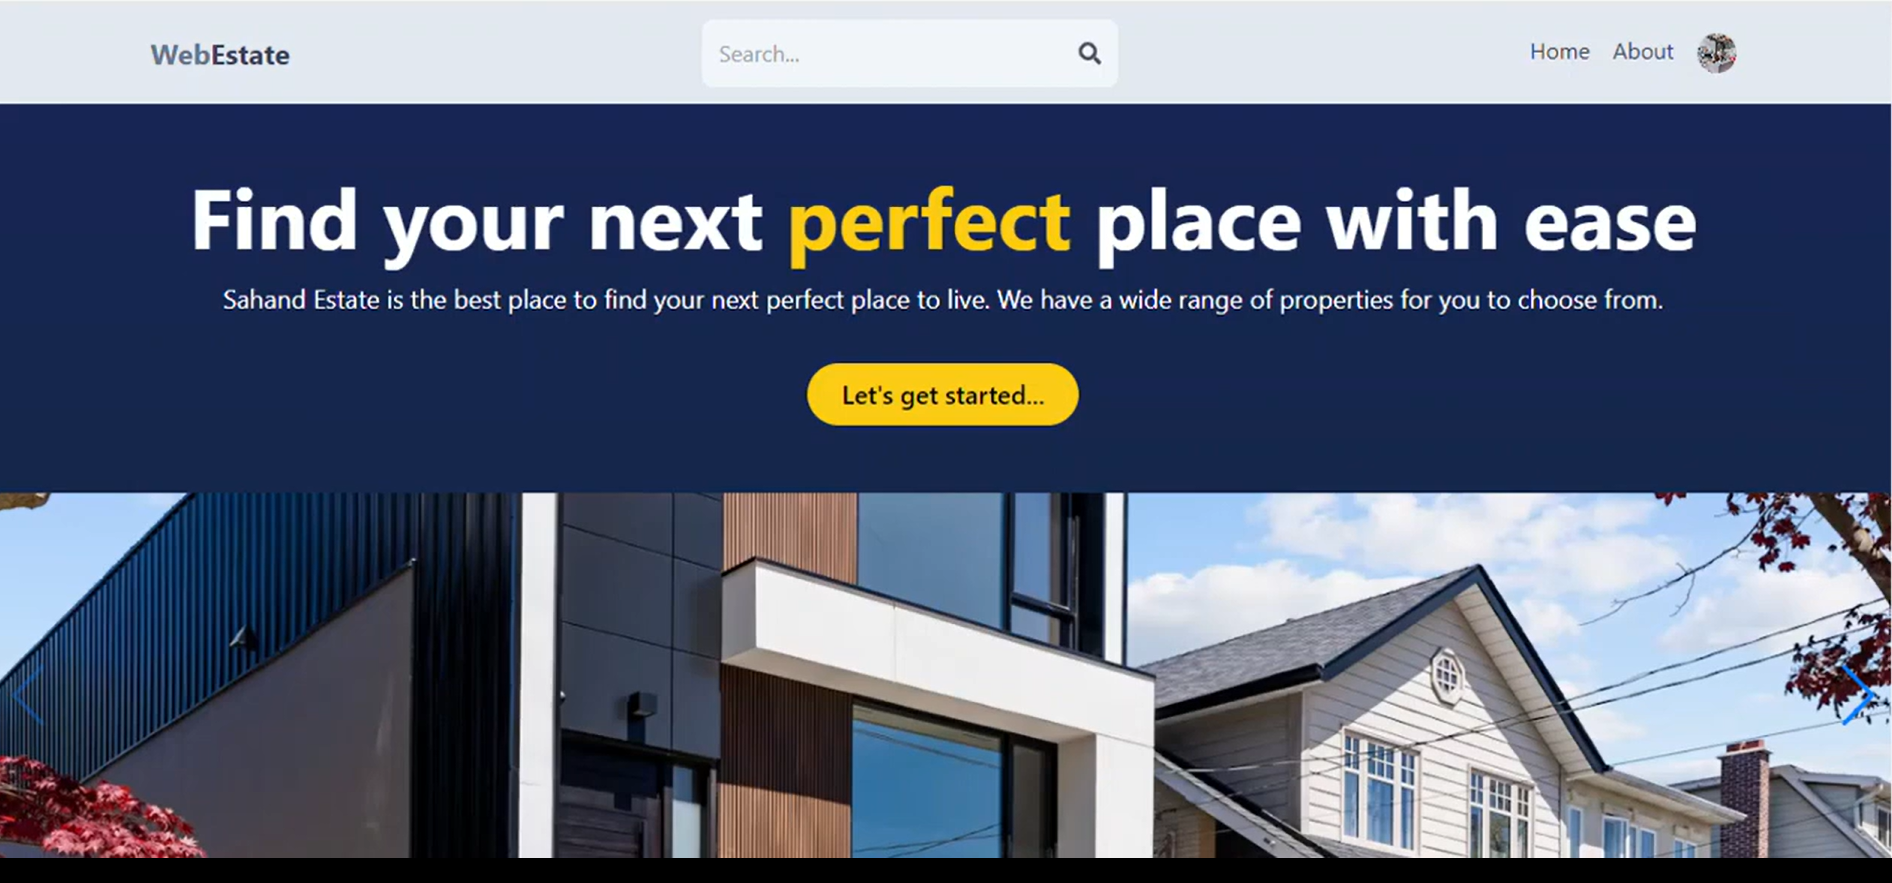 WebEstate
Search...
Home About
Find your next perfect place with ease
Sahand Estate is the best place to find your next perfect place to live. We have a wide range of properties for you to choose from.
Let's get started...